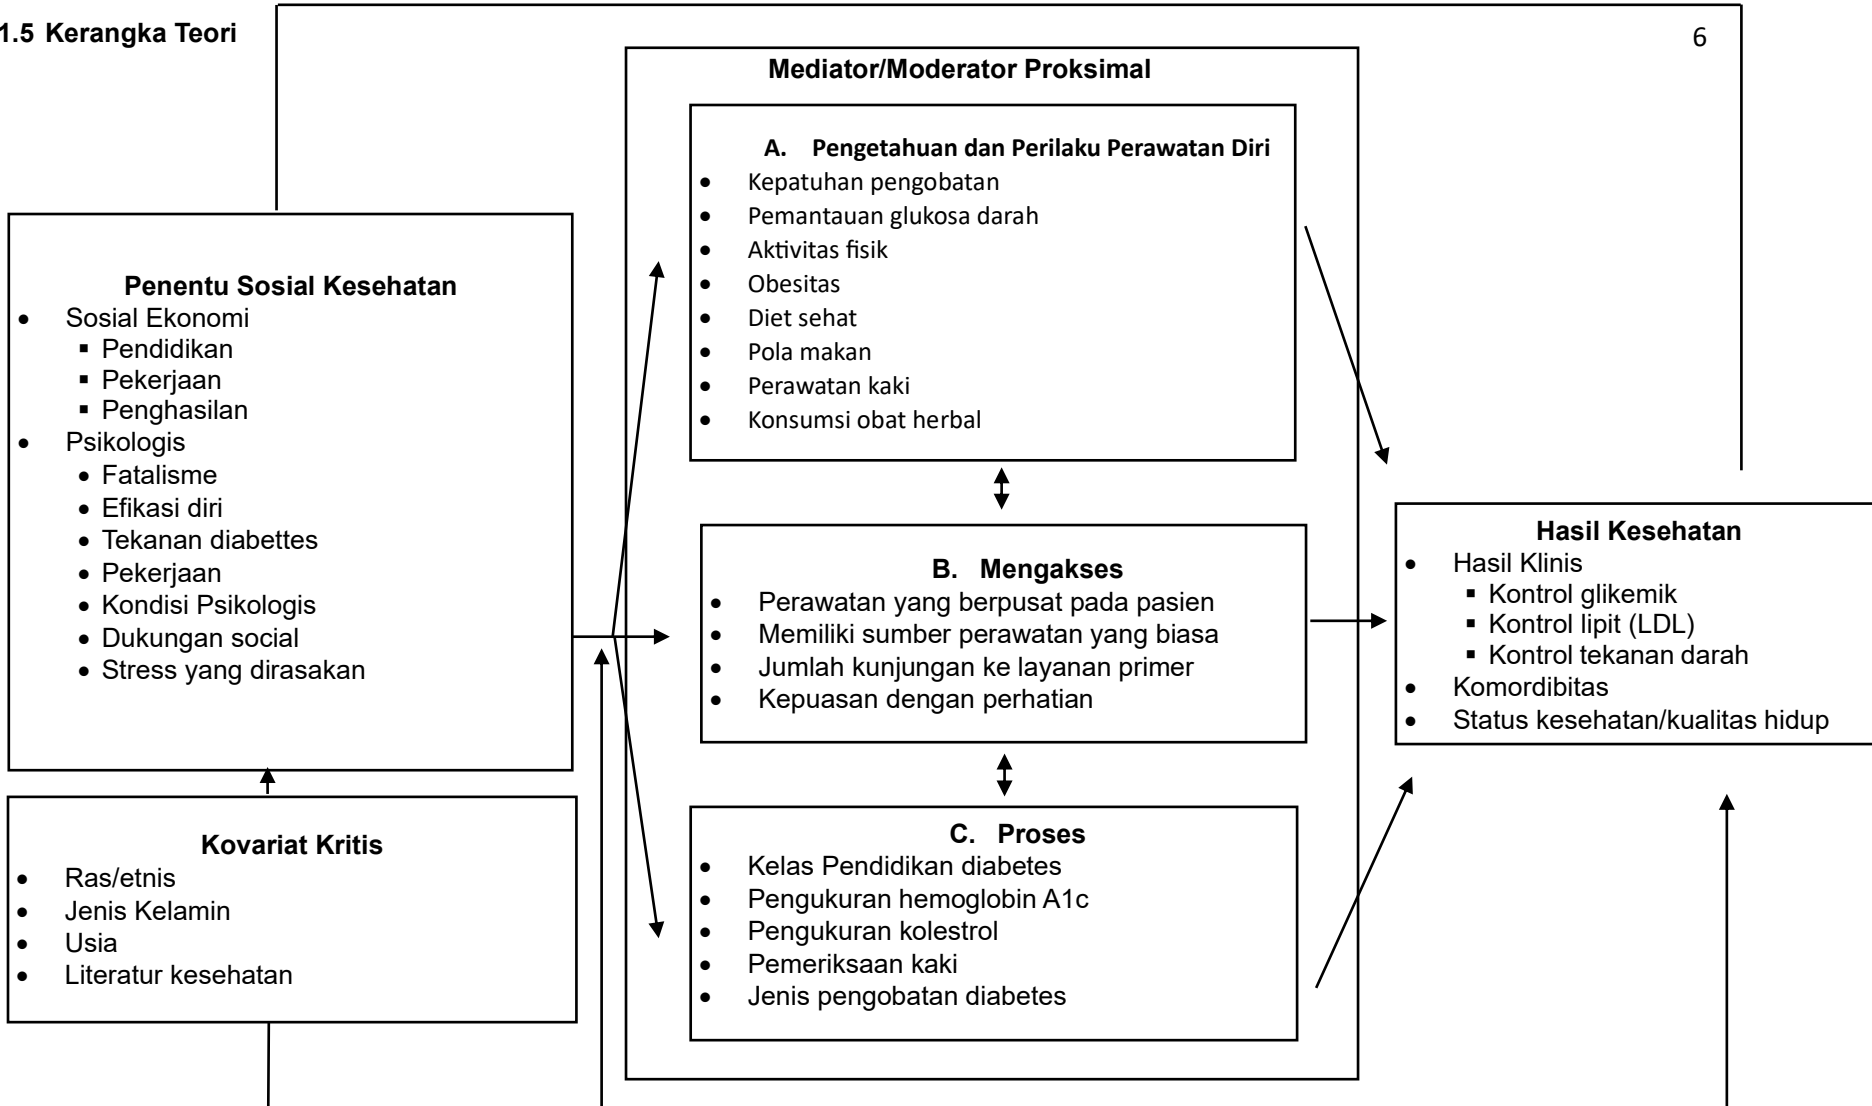 1.5 Kerangka Teori
6
Mediator/Moderator Proksimal
A. Pengetahuan dan Perilaku Perawatan Diri
• Kepatuhan pengobatan
• Pemantauan glukosa darah
• Aktivitas fisik
• Obesitas
• Diet sehat
• Pola makan
• Perawatan kaki
• Konsumsi obat herbal
Penentu Sosial Kesehatan
• Sosial Ekonomi
▪ Pendidikan
▪ Pekerjaan
▪ Penghasilan
• Psikologis
• Fatalisme
• Efikasi diri
• Tekanan diabettes
• Pekerjaan
• Kondisi Psikologis
• Dukungan social
• Stress yang dirasakan
B. Mengakses
• Perawatan yang berpusat pada pasien
• Memiliki sumber perawatan yang biasa
• Jumlah kunjungan ke layanan primer
• Kepuasan dengan perhatian
Hasil Kesehatan
• Hasil Klinis
▪ Kontrol glikemik
▪ Kontrol lipit (LDL)
▪ Kontrol tekanan darah
• Komordibitas
• Status kesehatan/kualitas hidup
Kovariat Kritis
• Ras/etnis
• Jenis Kelamin
• Usia
• Literatur kesehatan
C. Proses
• Kelas Pendidikan diabetes
• Pengukuran hemoglobin A1c
• Pengukuran kolestrol
• Pemeriksaan kaki
• Jenis pengobatan diabetes